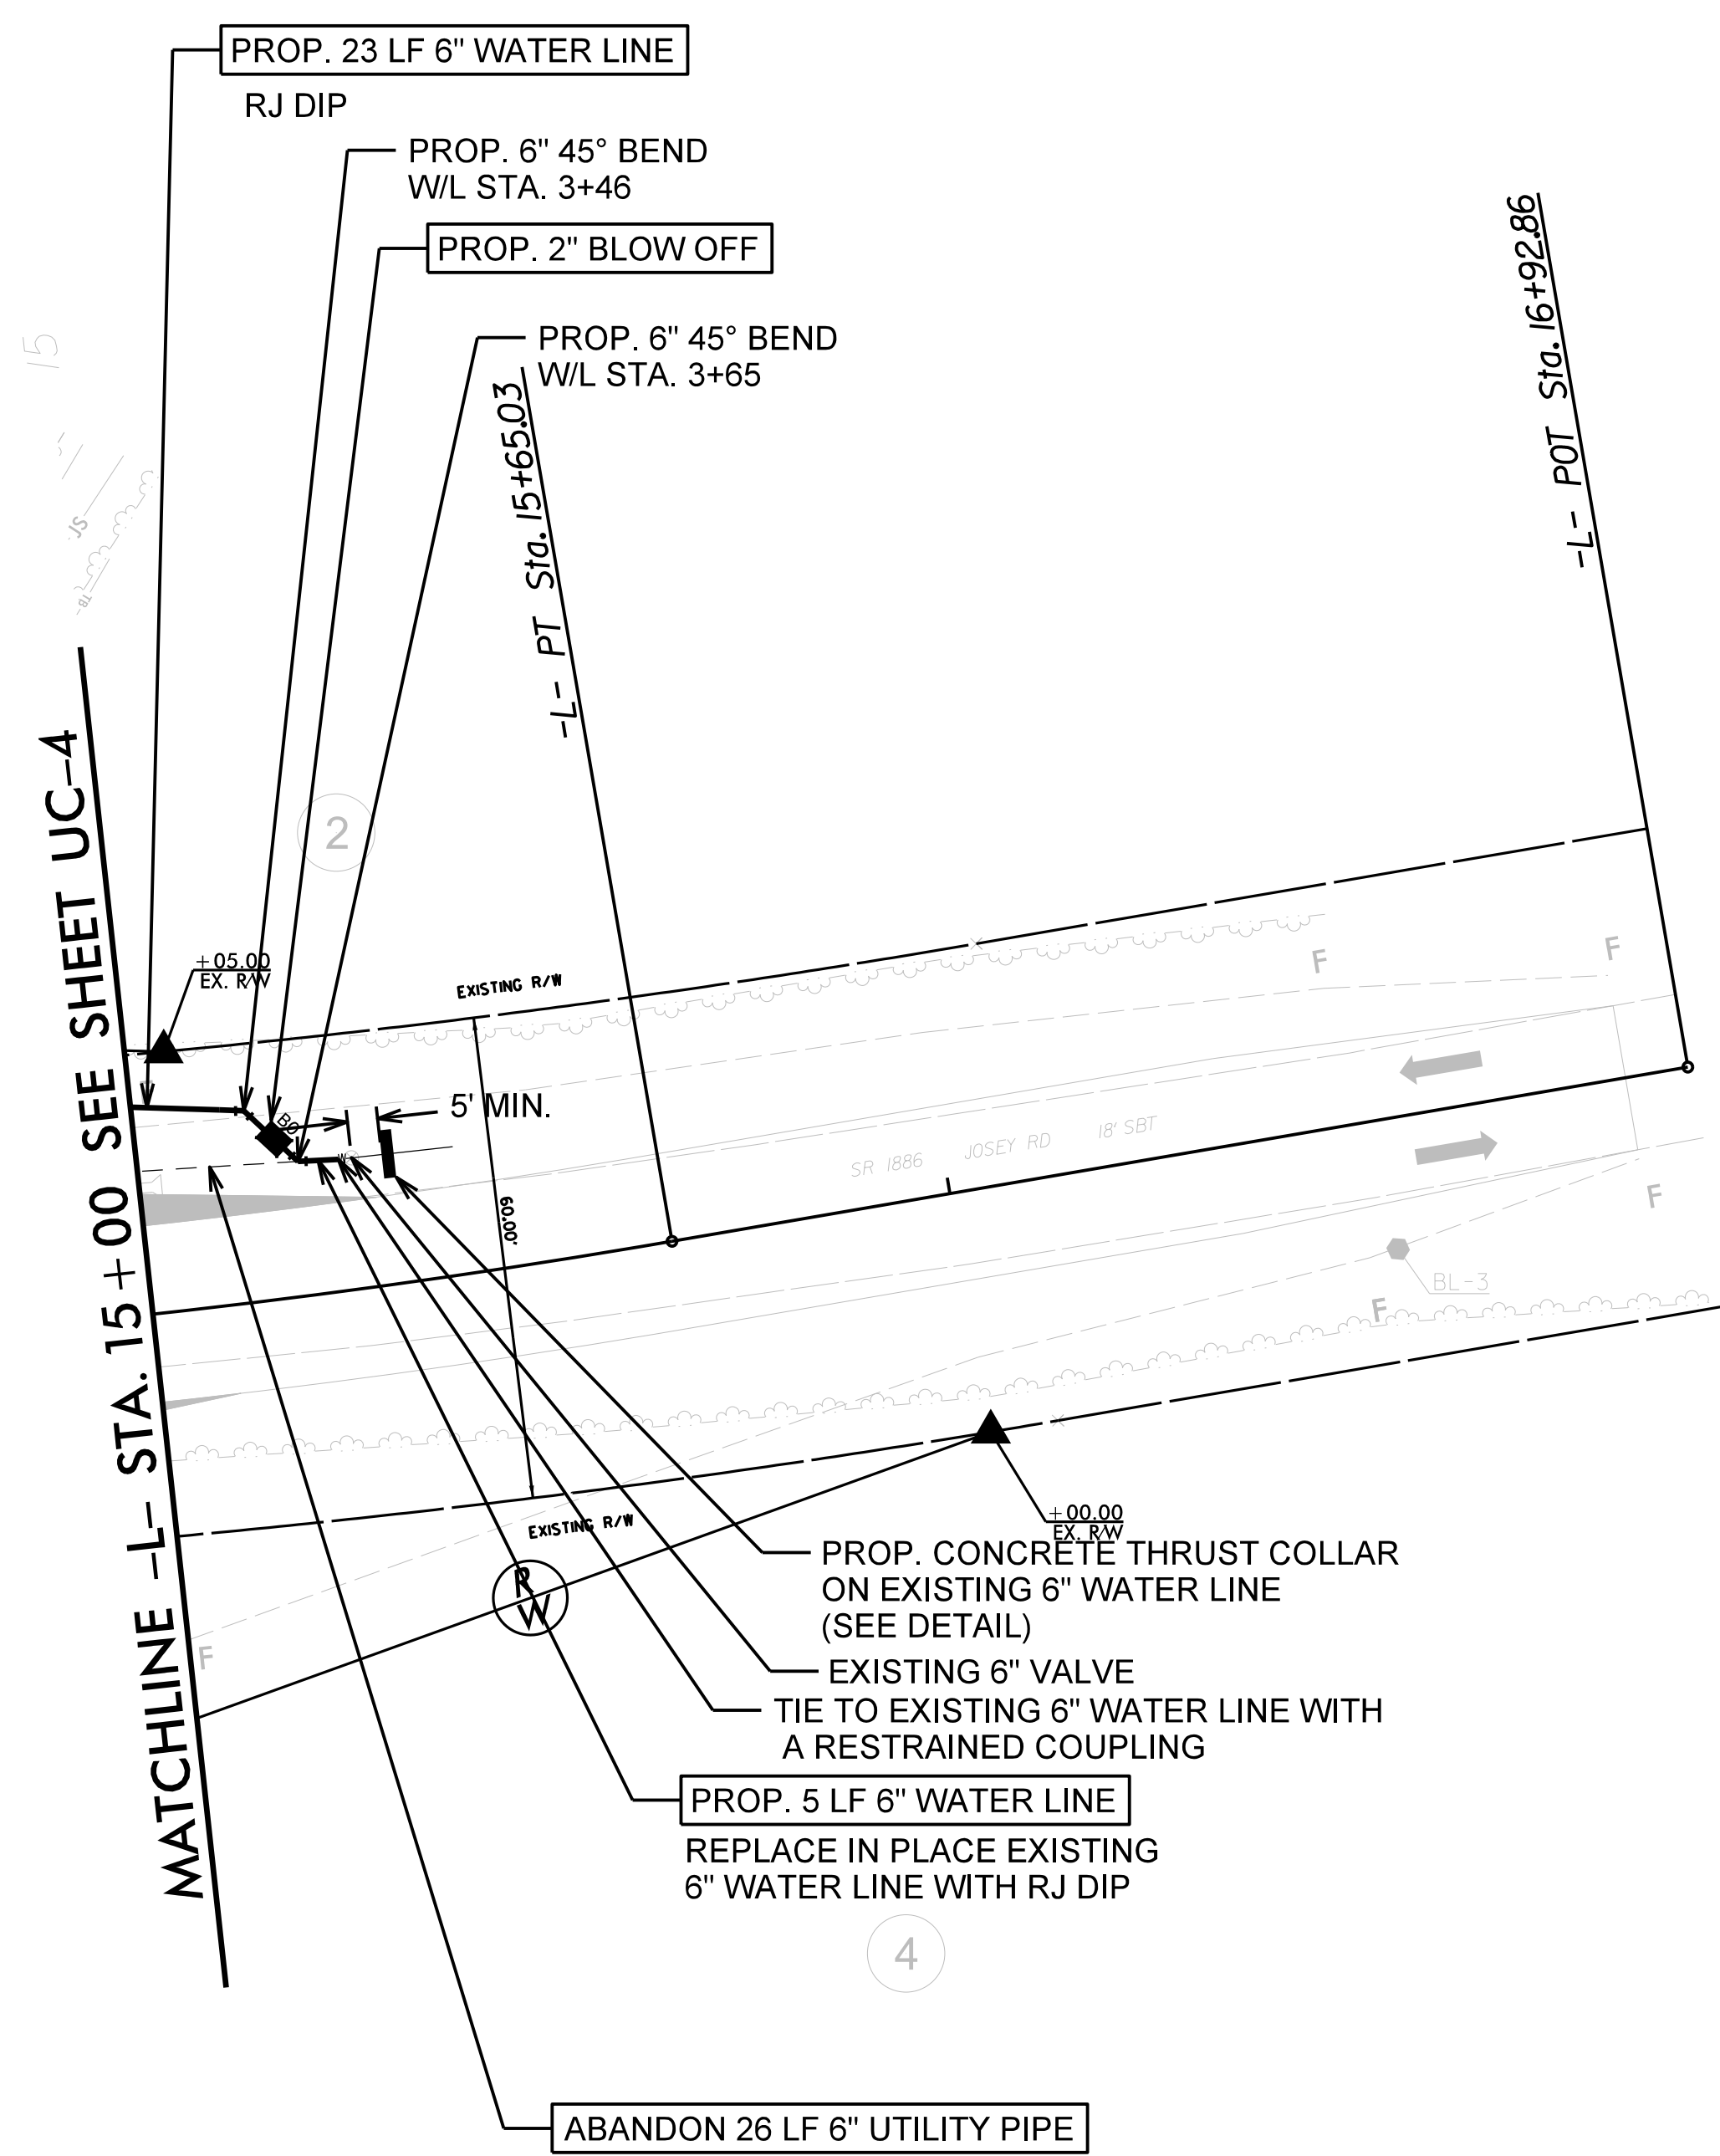 PROP. 23 LF 6" WATER LINE
RJ DIP
PROP. 6" 45° BEND
W/L STA. 3+46
PROP. 2" BLOW OFF
PROP. 6" 45° BEND
W/L STA. 3+65
-L- PT Sta. 15+65.03
-L- POT Sta. 16+92.86
15
JS
TB
MATCHLINE -L- STA. 15+00 SEE SHEET UC-4
2
+05.00
EX. R/W
EXISTING R/W
F
F
BO
5' MIN.
W
SR 1886 JOSEY RD 18' SBT
60.00'
F
BL-3
F
EXISTING R/W
+00.00
EX. R/W
R
W
F
PROP. CONCRETE THRUST COLLAR
ON EXISTING 6" WATER LINE
(SEE DETAIL)
EXISTING 6" VALVE
TIE TO EXISTING 6" WATER LINE WITH
A RESTRAINED COUPLING
PROP. 5 LF 6" WATER LINE
REPLACE IN PLACE EXISTING
6" WATER LINE WITH RJ DIP
4
ABANDON 26 LF 6" UTILITY PIPE